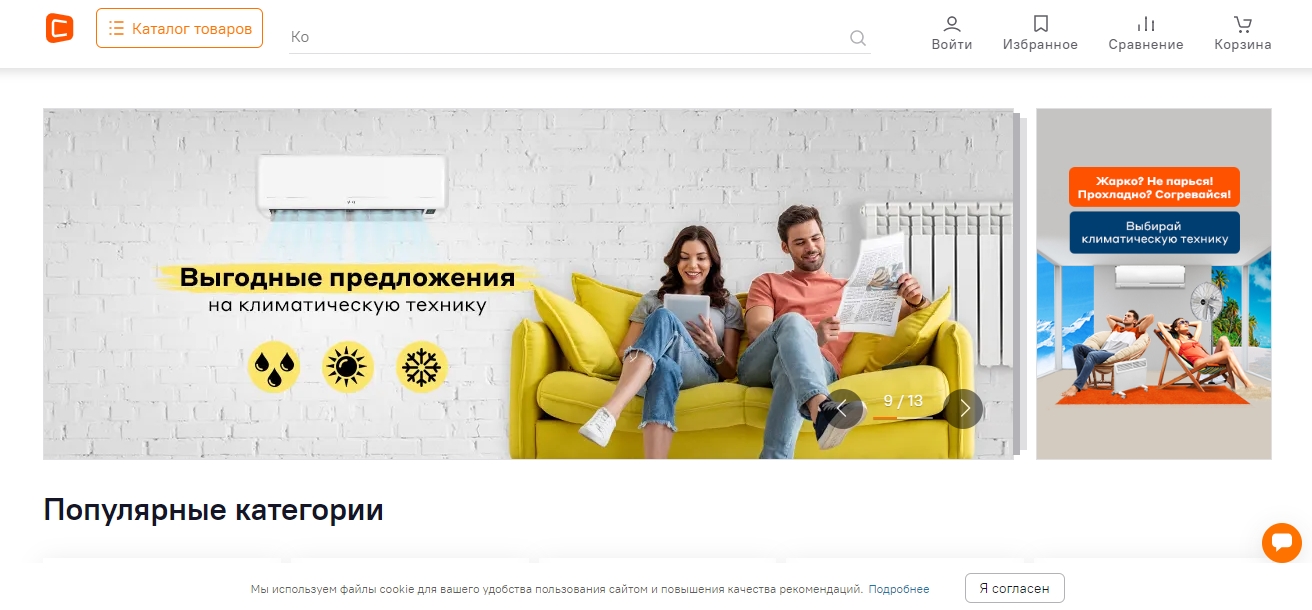 Каталог товаров
Ко
Войти
Избранное
Сравнение
Корзина
Выгодные предложения
на климатическую технику
9 / 13
Жарко? Не парься!
Прохладно? Согревайся!
Выбирай
климатическую технику
Популярные категории
Мы используем файлы cookie для вашего удобства пользования сайтом и повышения качества рекомендаций. Подробнее
Я согласен